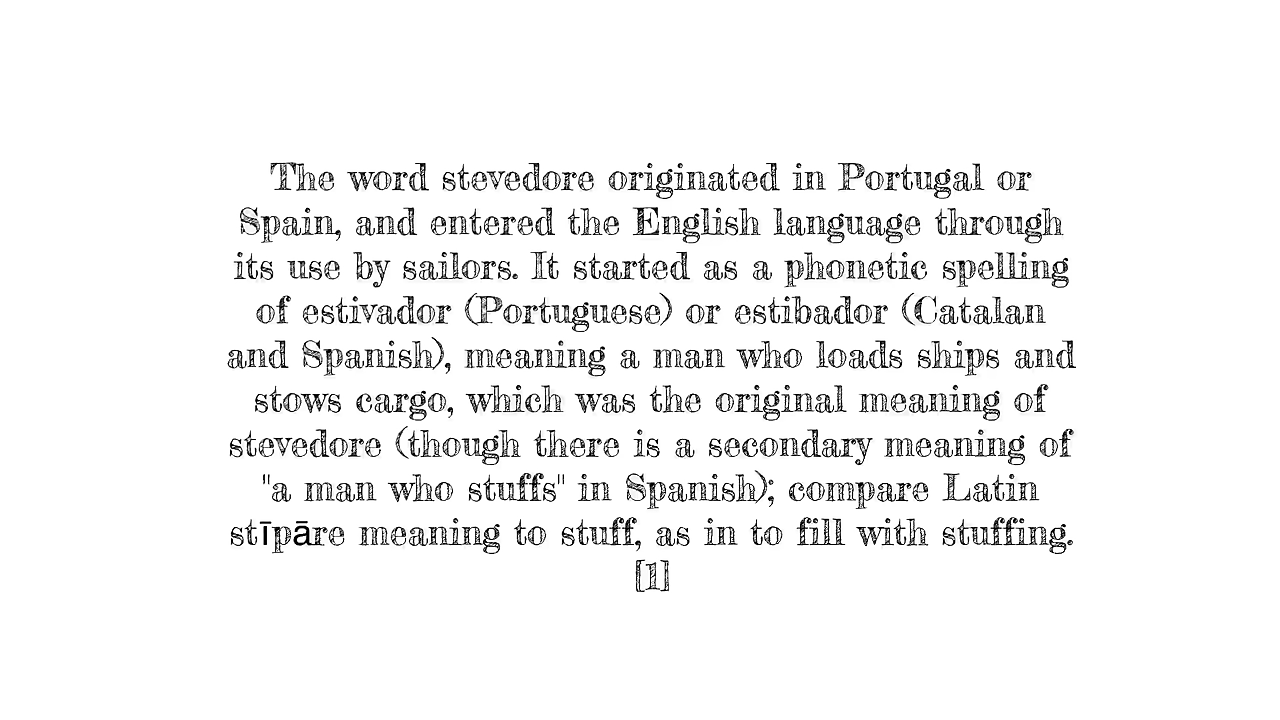 The word stevedore originated in Portugal or
Spain, and entered the English language through
its use by sailors. It started as a phonetic spelling
of estivador (Portuguese) or estibador (Catalan
and Spanish), meaning a man who loads ships and
stows cargo, which was the original meaning of
stevedore (though there is a secondary meaning of
"a man who stuffs" in Spanish); compare Latin
stīpāre meaning to stuff, as in to fill with stuffing.
[1]